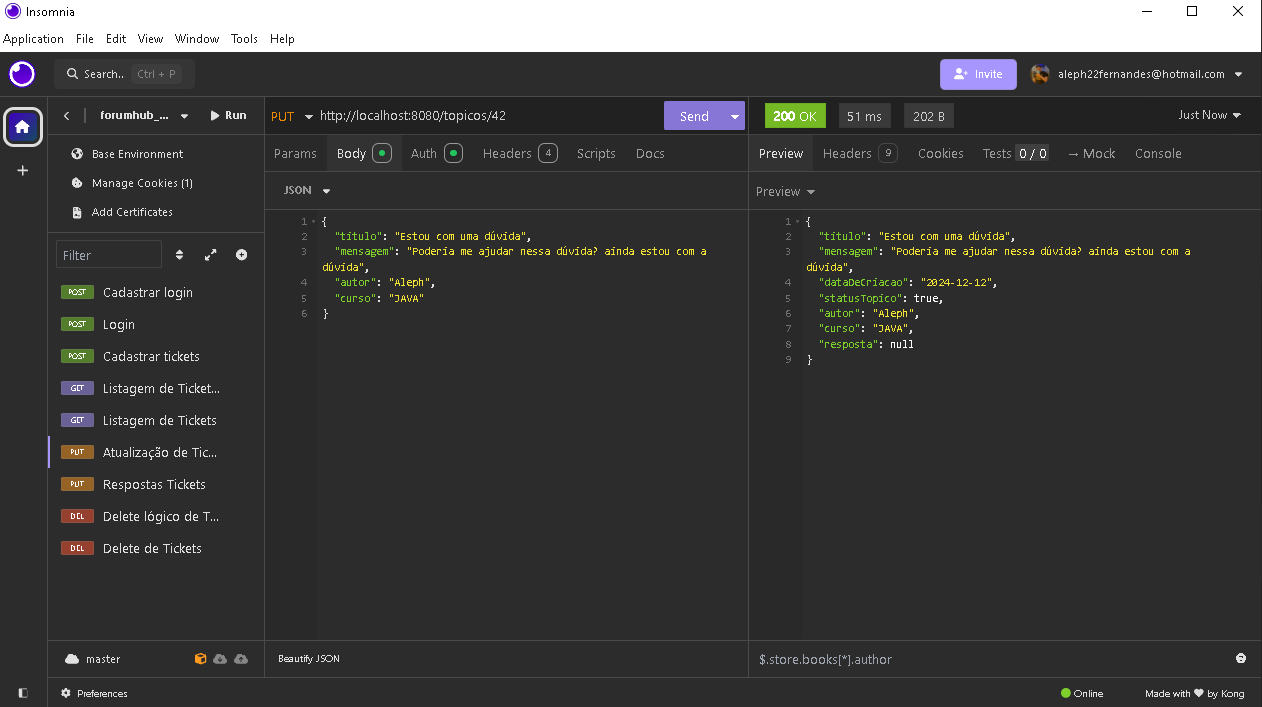 Insomnia
Application File Edit View Window Tools Help
Search.. Ctrl + P
Invite
aleph22fernandes@hotmail.com
forumhub_...
Run
Base Environment
Manage Cookies (1)
Add Certificates
Filter
POST Cadastrar login
POST Login
POST Cadastrar tickets
GET Listagem de Ticket...
GET Listagem de Tickets
PUT Atualização de Tic...
PUT Respostas Tickets
DEL Delete lógico de T...
DEL Delete de Tickets
master
Preferences
PUT http://localhost:8080/topicos/42
Send
Params Body Auth Headers 4 Scripts Docs
JSON
1 {
2 "titulo": "Estou com uma dúvida",
3 "mensagem": "Poderia me ajudar nessa dúvida? ainda estou com a
dúvida",
4 "autor": "Aleph",
5 "curso": "JAVA"
6 }
Beautify JSON
200 OK 51 ms 202 B
Just Now
Preview Headers 9 Cookies Tests 0 / 0 → Mock Console
Preview
1 {
2 "titulo": "Estou com uma dúvida",
3 "mensagem": "Poderia me ajudar nessa dúvida? ainda estou com a
dúvida",
4 "dataDeCriacao": "2024-12-12",
5 "statusTopico": true,
6 "autor": "Aleph",
7 "curso": "JAVA",
8 "resposta": null
9 }
$.store.books[*].author
Online
Made with ❤ by Kong